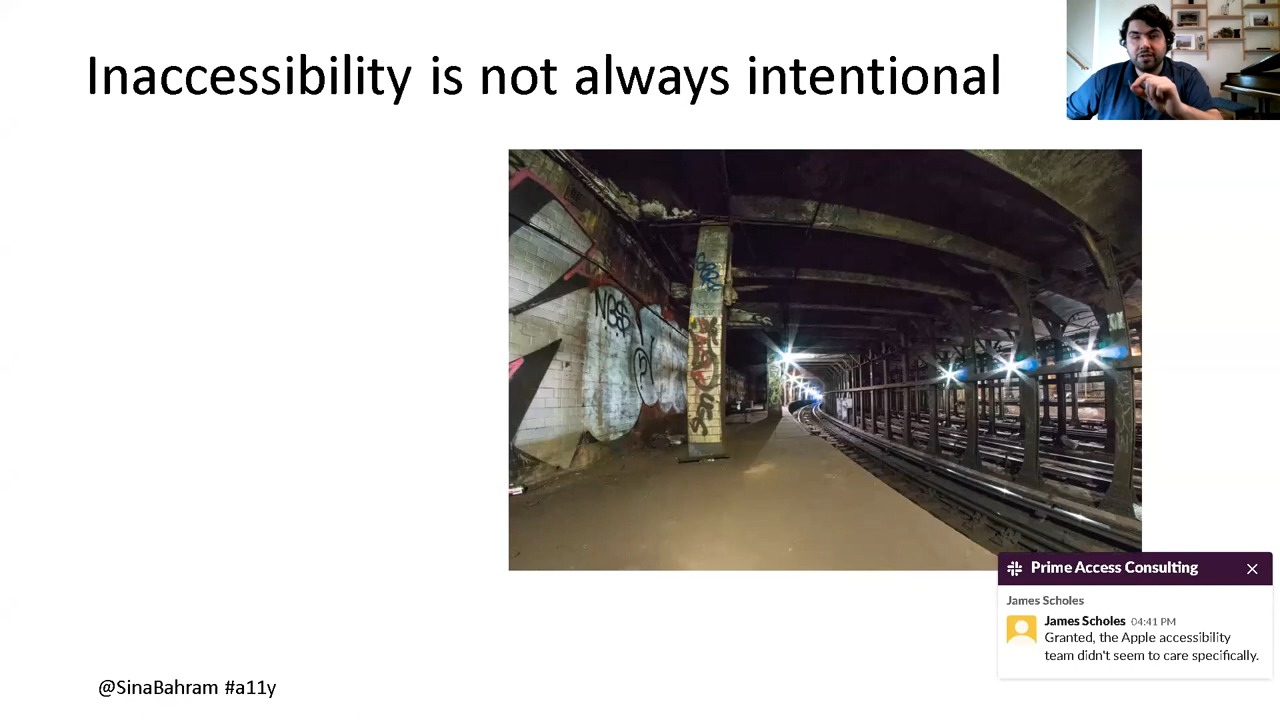 Inaccessibility is not always intentional
NBS
Prime Access Consulting
James Scholes
James Scholes 04:41 PM
Granted, the Apple accessibility
team didn't seem to care specifically.
@SinaBahram #a11y